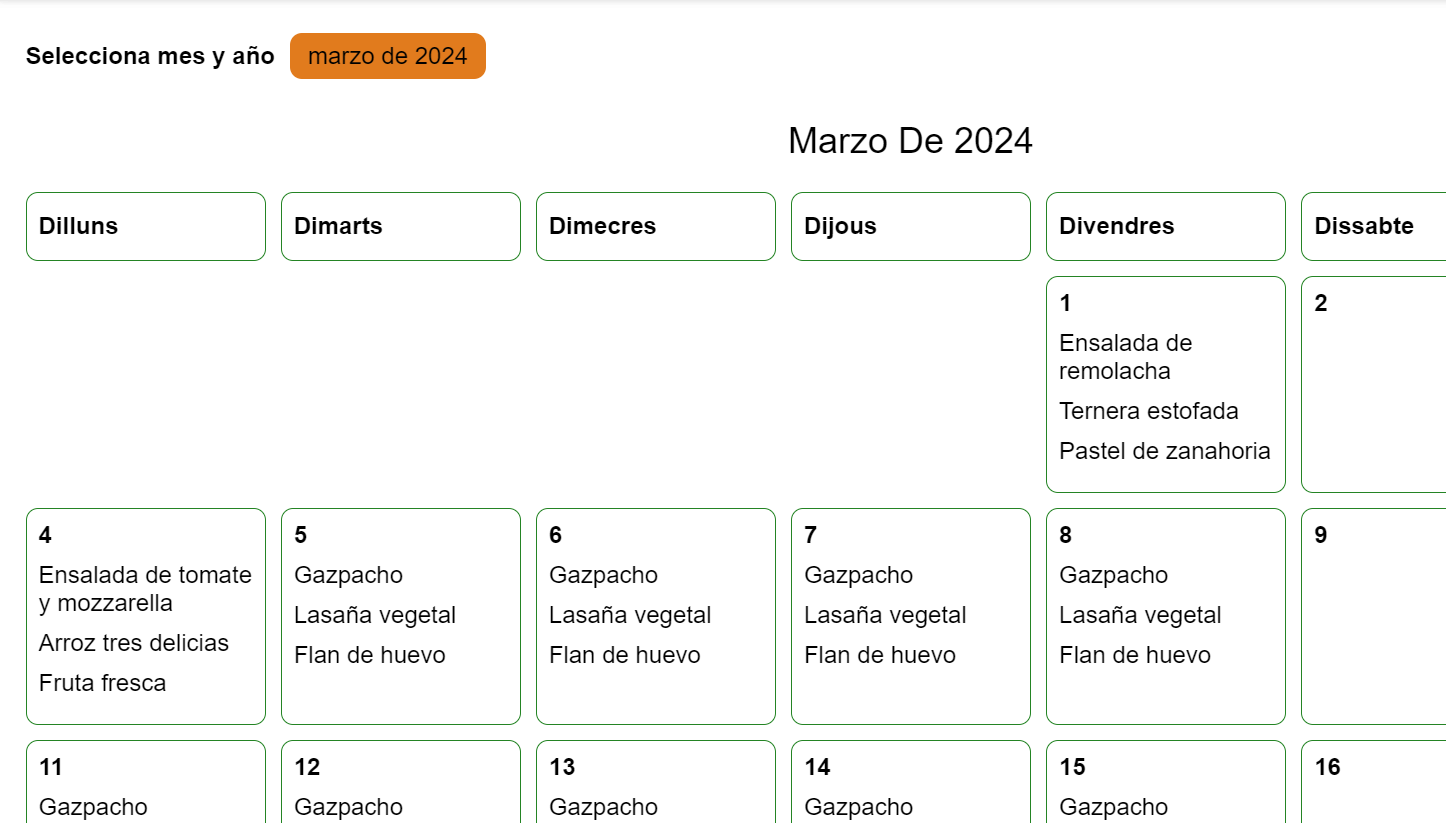 Selecciona mes y año marzo de 2024
Marzo De 2024
Dilluns Dimarts Dimecres Dijous Divendres Dissabte
1
Ensalada de
remolacha
Ternera estofada
Pastel de zanahoria
2
4
Ensalada de tomate
y mozzarella
Arroz tres delicias
Fruta fresca
5
Gazpacho
Lasaña vegetal
Flan de huevo
6
Gazpacho
Lasaña vegetal
Flan de huevo
7
Gazpacho
Lasaña vegetal
Flan de huevo
8
Gazpacho
Lasaña vegetal
Flan de huevo
9
11
Gazpacho
12
Gazpacho
13
Gazpacho
14
Gazpacho
15
Gazpacho
16